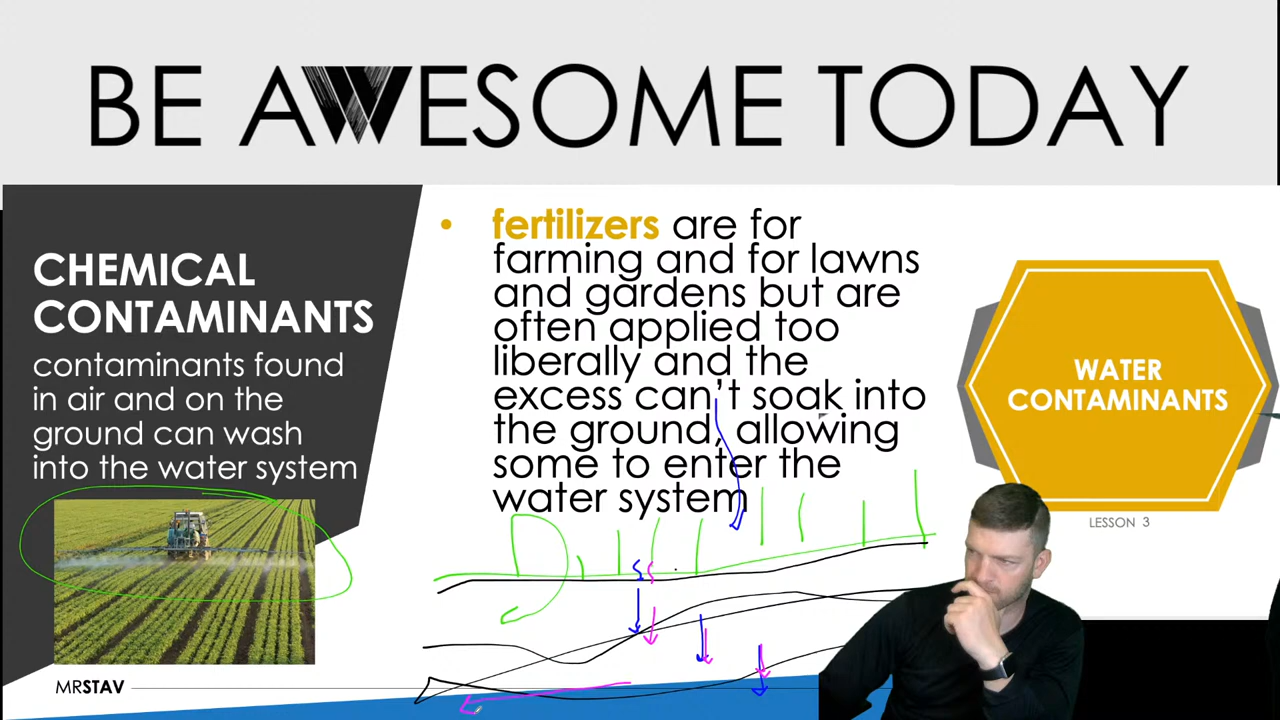 BE AWESOME TODAY
CHEMICAL
CONTAMINANTS
contaminants found
in air and on the
ground can wash
into the water system
MRSTAV
• fertilizers are for
farming and for lawns
and gardens but are
often applied too
liberally and the
excess can't soak into
the ground, allowing
some to enter the
water system
WATER
CONTAMINANTS
LESSON 3